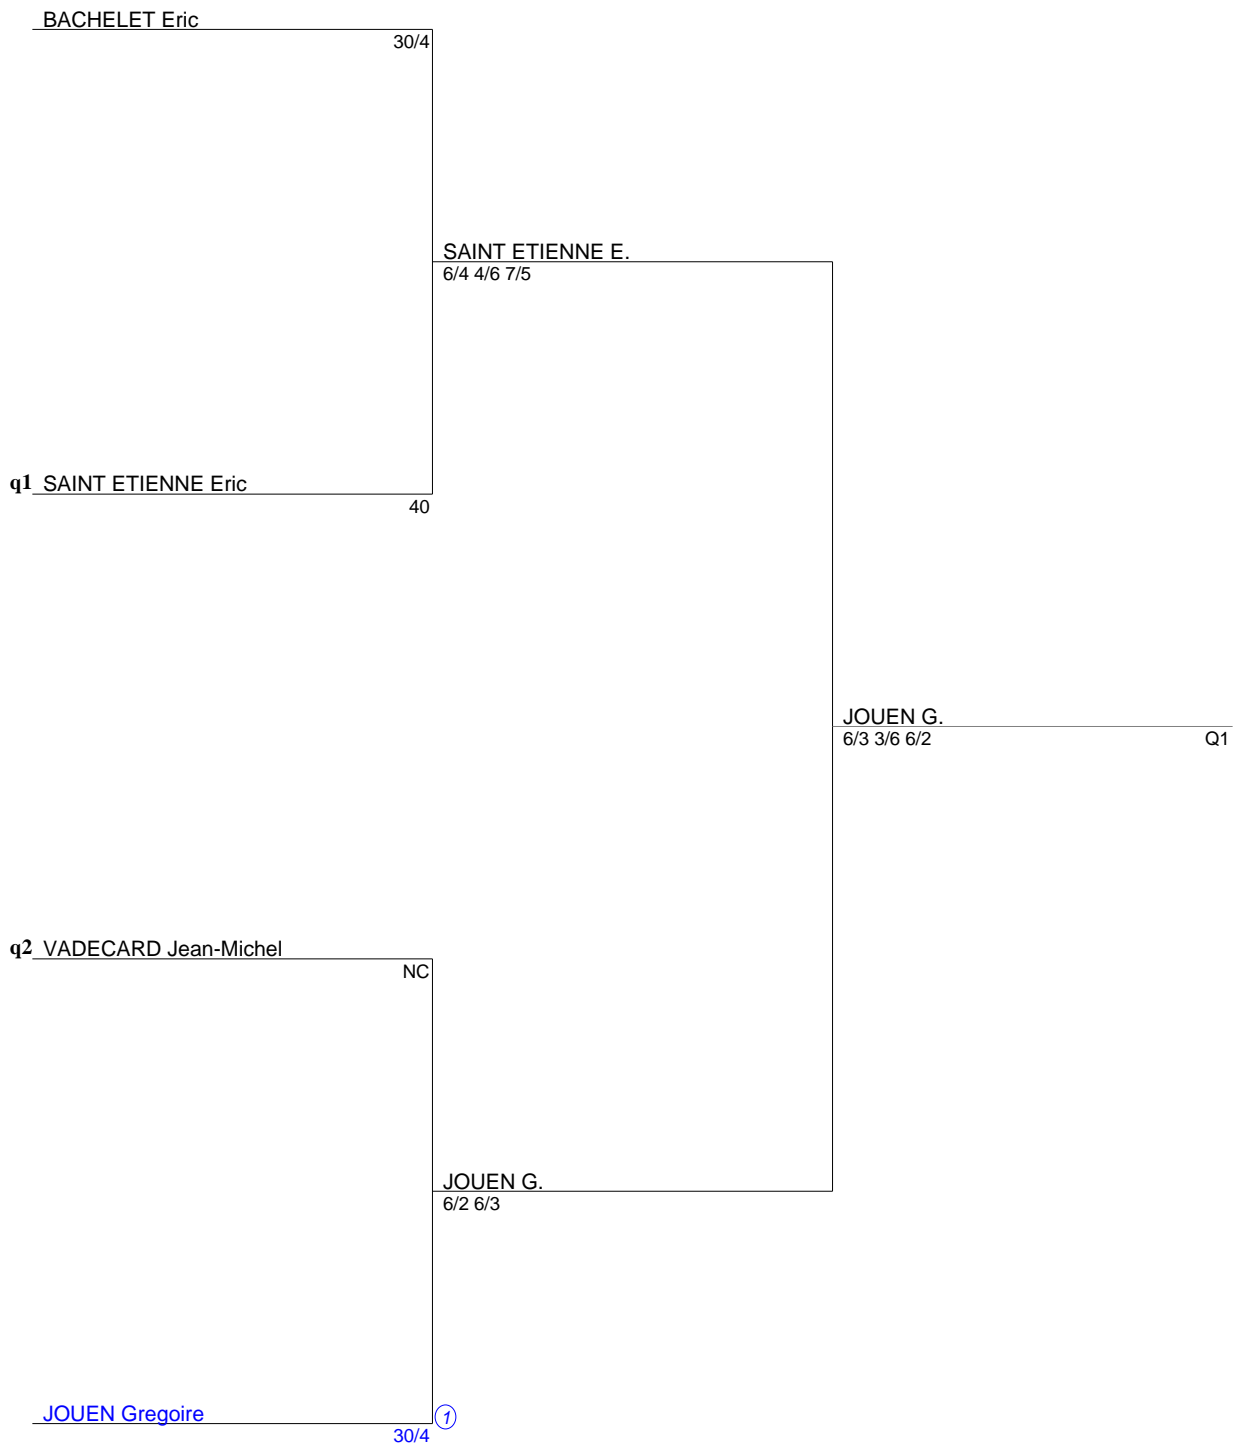 BACHELET Eric
30/4
SAINT ETIENNE E.
6/4 4/6 7/5
q1 SAINT ETIENNE Eric
40
JOUEN G.
6/3 3/6 6/2 Q1
q2 VADECARD Jean-Michel
NC
JOUEN G.
6/2 6/3
JOUEN Gregoire 1
30/4